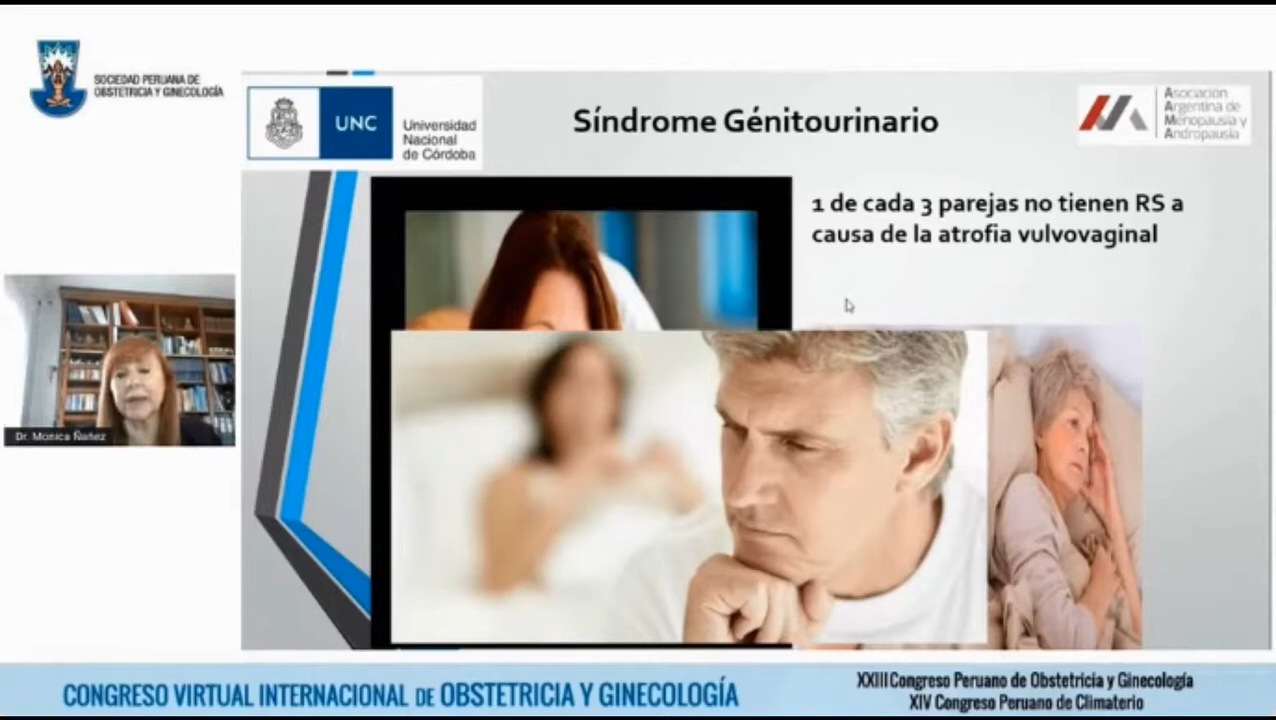 SOCIEDAD PERUANA DE
OBSTETRICIA Y GINECOLOGÍA
UNC
Universidad
Nacional
de Córdoba
Síndrome Génitourinario
Asociación
Argentina de
Menopausia y
Andropausia
1 de cada 3 parejas no tienen RS a
causa de la atrofia vulvovaginal
Dr. Monica Ñañez
CONGRESO VIRTUAL INTERNACIONAL DE OBSTETRICIA Y GINECOLOGÍA
XXIII Congreso Peruano de Obstetricia y Ginecología
XIV Congreso Peruano de Climaterio